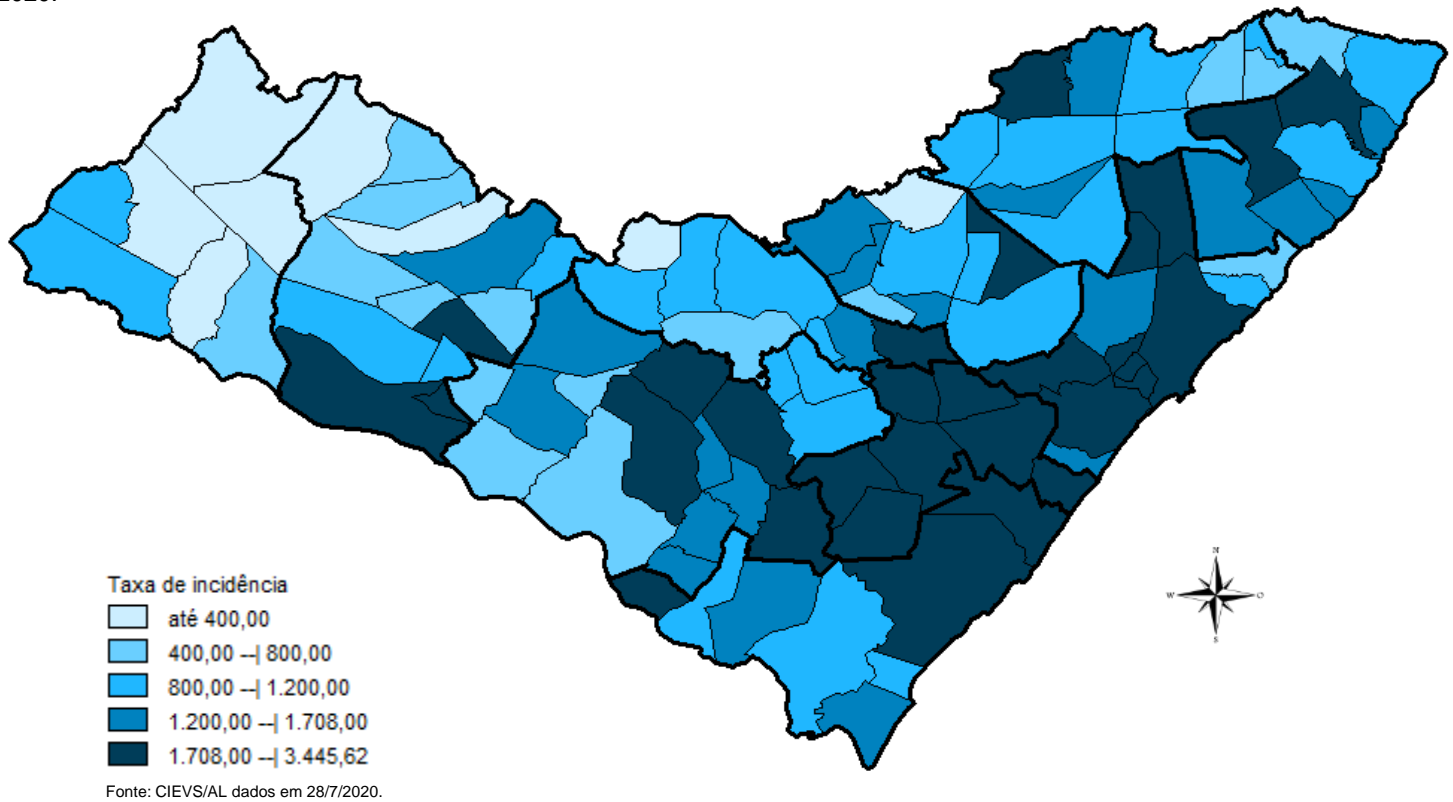 Taxa de incidência
até 400,00
400,00 --| 800,00
800,00 --| 1.200,00
1.200,00 --| 1.708,00
1.708,00 --| 3.445,62
Fonte: CIEVS/AL dados em 28/7/2020.
N
W O
S